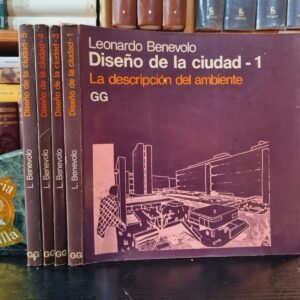 Diseño de la ciudad-5
L. Benevolo
GG
Diseño de la ciudad-4
L. Benevolo
GG
Diseño de la ciudad-3
L. Benevolo
GG
Diseño de la ciudad-1
L. Benevolo
GG
Leonardo Benevolo
Diseño de la ciudad - 1
La descripción del ambiente
GG